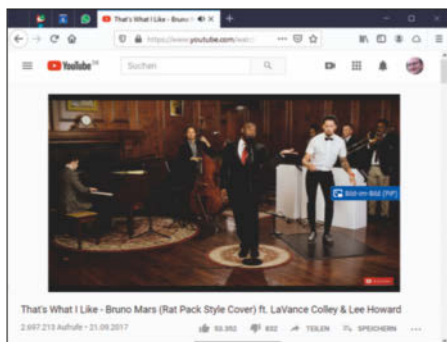 That's What I Like - Bruno M
https://www.youtube.com/watc
YouTube DE
Suchen
Bild-im-Bild (PiP)
That's What I Like - Bruno Mars (Rat Pack Style Cover) ft. LaVance Colley & Lee Howard
2.697.213 Aufrufe • 21.09.2017
53.302
832
TEILEN
SPEICHERN